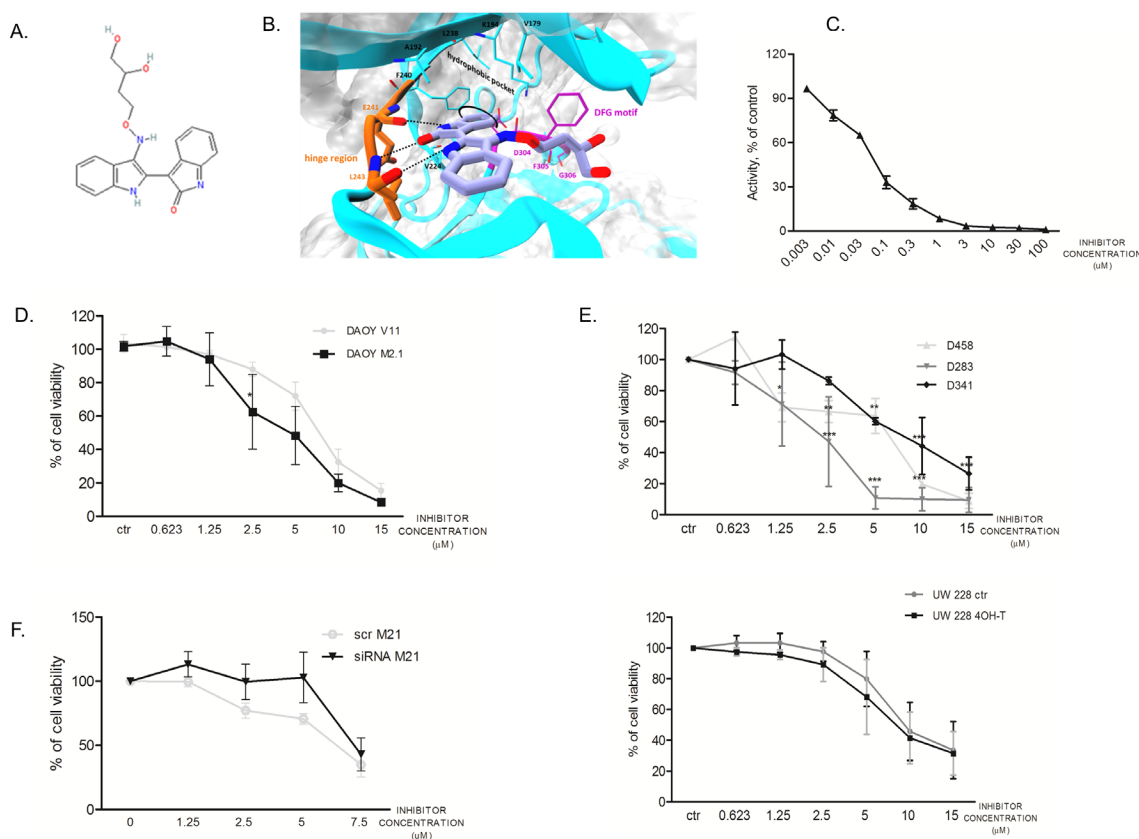 A.
H
O
H
O
O
N-H
N
H
N
O
B.
K194
V179
L238
A192
hydrophobic pocket
F240
E241
DFG motif
hinge region
D304
V224
F305
L243
G306
C.
Activity, % of control
90
60
30
0
0.003
0.01
0.03
0.1
0.3
1
3
10
30
100
INHIBITOR
CONCENTRATION
(uM)
D.
% of cell viability
120
100
80
60
40
20
0
DAOY V11
DAOY M2.1
*
ctr 0.623 1.25 2.5 5 10 15
INHIBITOR
CONCENTRATION
(μM)
E.
% of cell viability
120
100
80
60
40
20
0
D458
D283
D341
* ** ** *** *** *** *** ***
ctr 0.623 1.25 2.5 5 10 15
INHIBITOR
CONCENTRATION
(μM)
F.
% of cell viability
150
100
50
0
scr M21
siRNA M21
0 1.25 2.5 5 7.5
INHIBITOR
CONCENTRATION
(μM)
UW 228 ctr
UW 228 4OH-T
% of cell viability
120
100
80
60
40
20
0
ctr 0.623 1.25 2.5 5 10 15
INHIBITOR
CONCENTRATION
(μM)